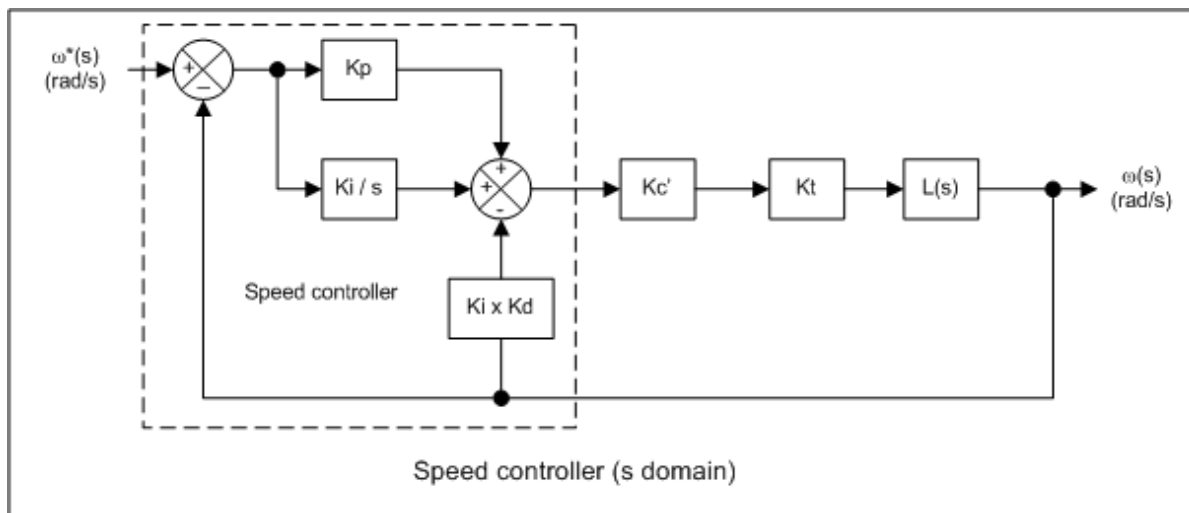 ω*(s)
(rad/s)
+
–
Kp
Ki / s
+
+
-
Kc'
Kt
L(s)
ω(s)
(rad/s)
Speed controller
Ki x Kd
Speed controller (s domain)